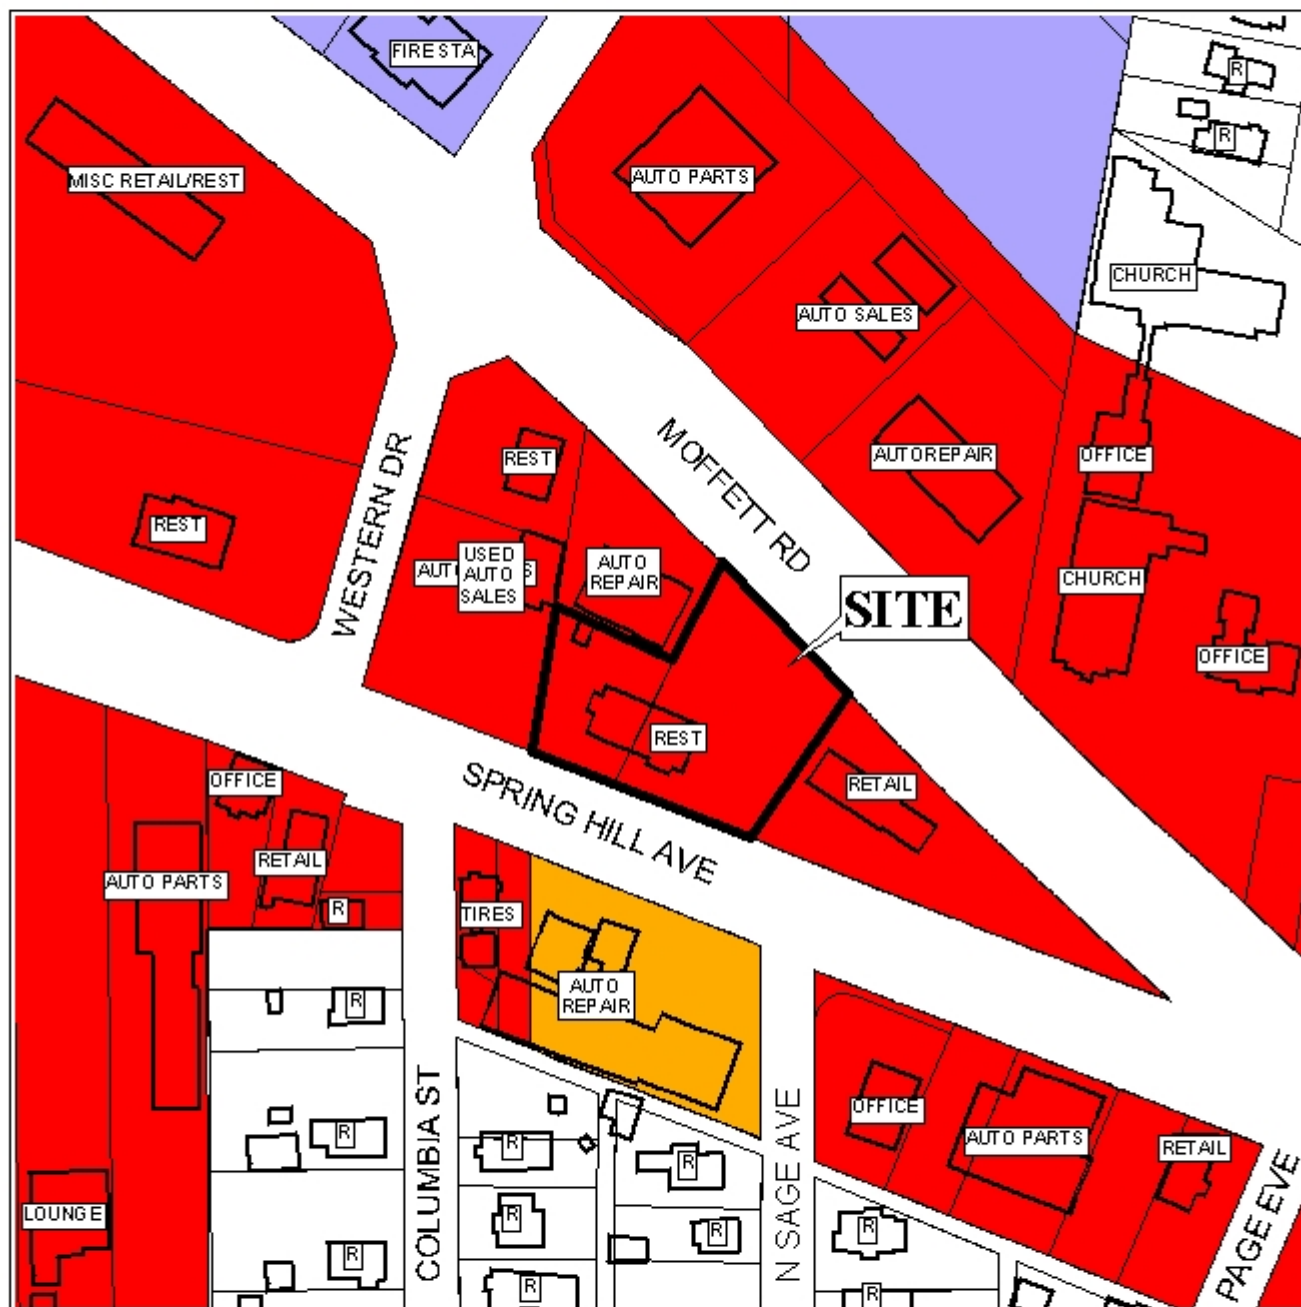 FIRE STA
R
R
MISC RETAIL/REST
AUTO PARTS
CHURCH
AUTO SALES
MOFFETT RD
WESTERN DR
REST
AUTOREPAIR
OFFICE
REST
USED
AUTO
SALES
AUTO
REPAIR
CHURCH
SITE
OFFICE
REST
SPRING HILL AVE
OFFICE
RETAIL
RETAIL
AUTO PARTS
R
TIRES
AUTO
REPAIR
R
COLUMBIA ST
N SAGE AVE
OFFICE
AUTO PARTS
RETAIL
PAGE EVE
R
R
R
LOUNGE
R
R
R
R
R
R